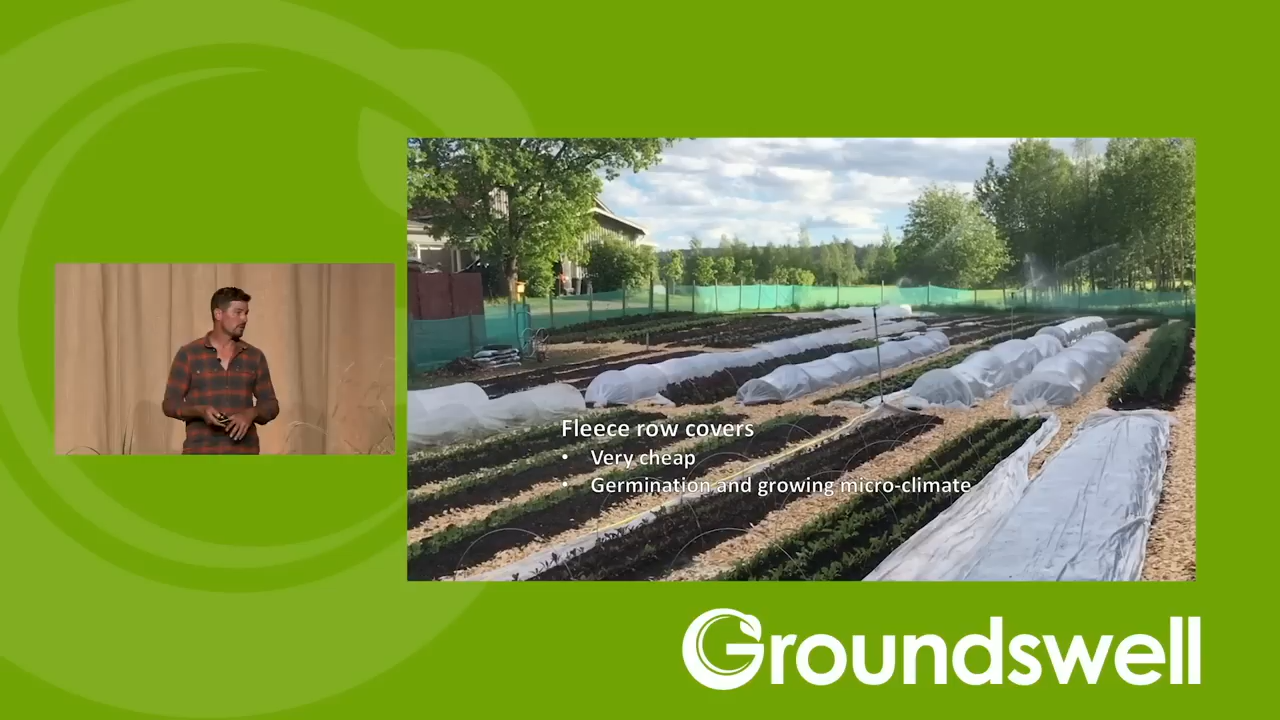 Fleece row covers
• Very cheap
• Germination and growing micro-climate
Groundswell